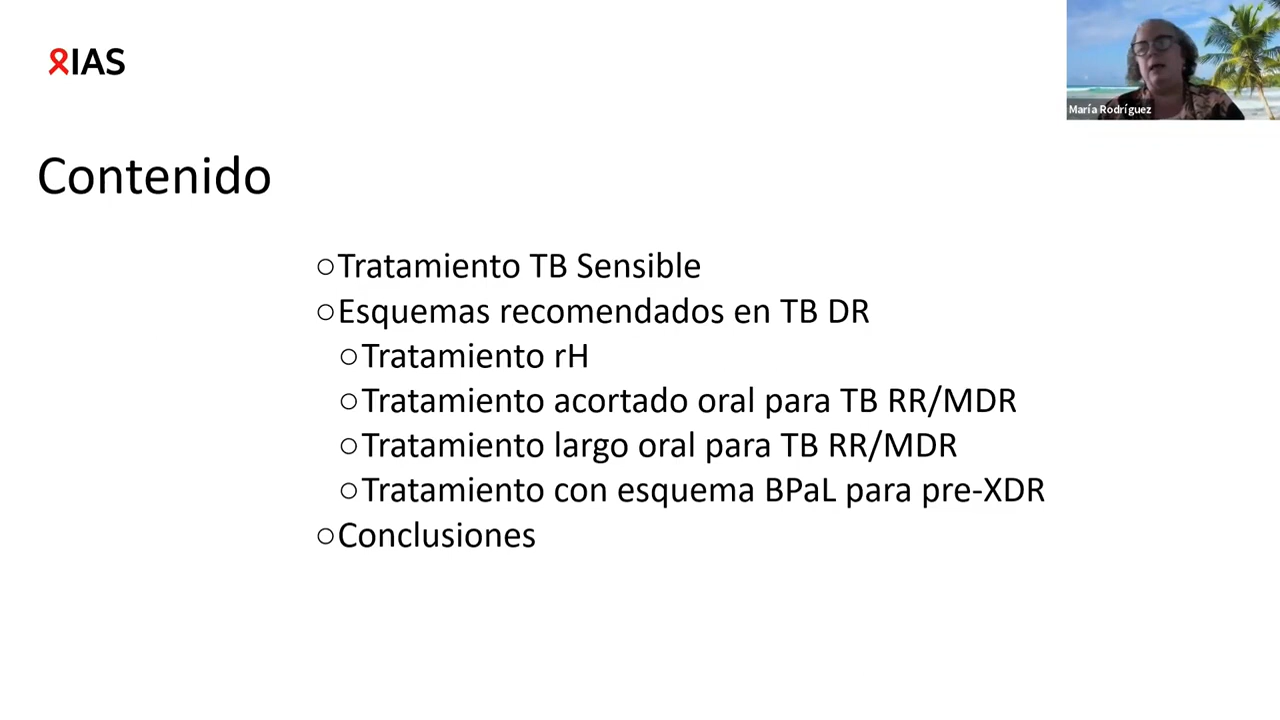 IAS
María Rodríguez
Contenido
○Tratamiento TB Sensible
○Esquemas recomendados en TB DR
○Tratamiento rH
○Tratamiento acortado oral para TB RR/MDR
○Tratamiento largo oral para TB RR/MDR
○Tratamiento con esquema BPaL para pre-XDR
○Conclusiones